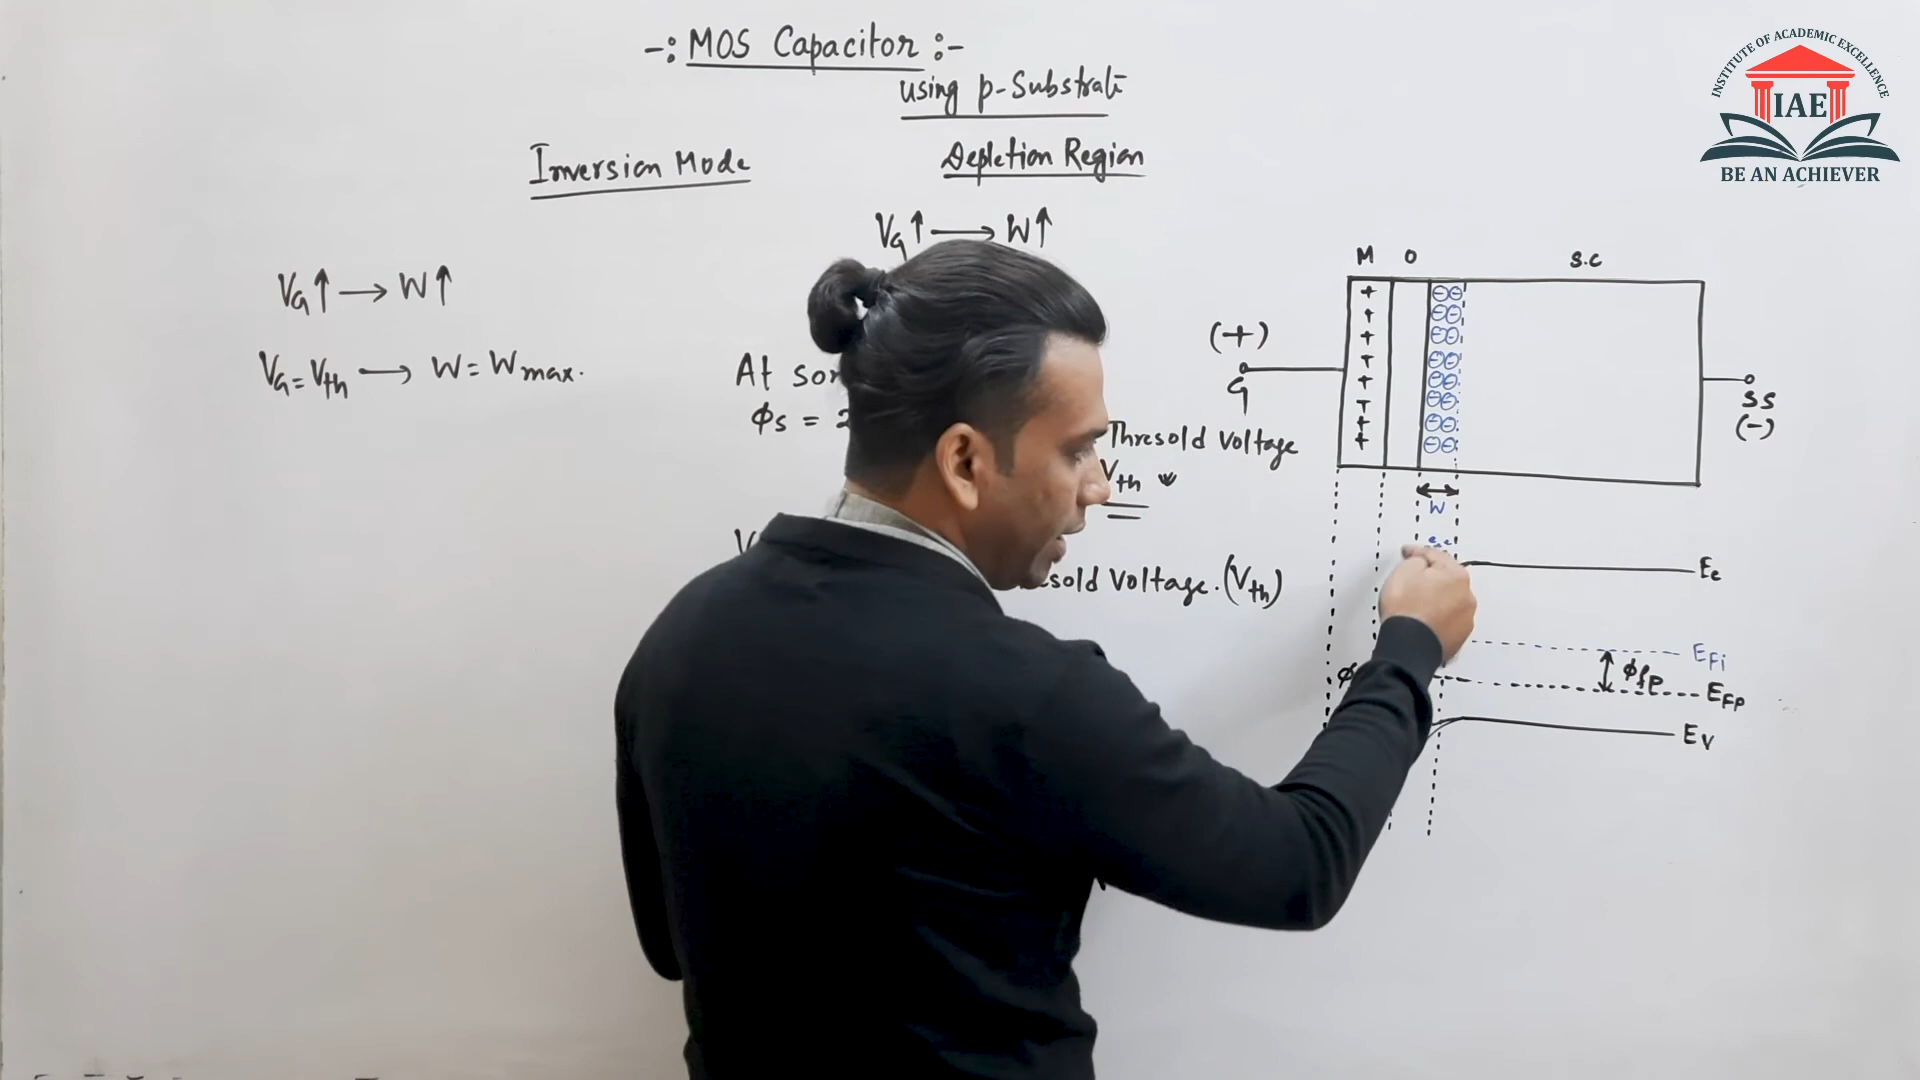 -: MOS Capacitor :-
using p-Substrate
Inversion Mode
Depletion Region
VG↑ → W↑
VG↑ → W↑
VG = Vth → W = Wmax.
At
ϕs = 2
Thresold Voltage
Vth
sold Voltage. (Vth)
M O S.C
+ ⊖⊖
+ ⊖⊖
+ ⊖⊖
+ ⊖⊖
+ ⊖⊖
+ ⊖⊖
+ ⊖⊖
+ ⊖⊖
(+)
G
SS
(-)
W
Ec
EFi
ϕfp
EFP
EV
INSTITUTE OF ACADEMIC EXCELLENCE
IAE
BE AN ACHIEVER